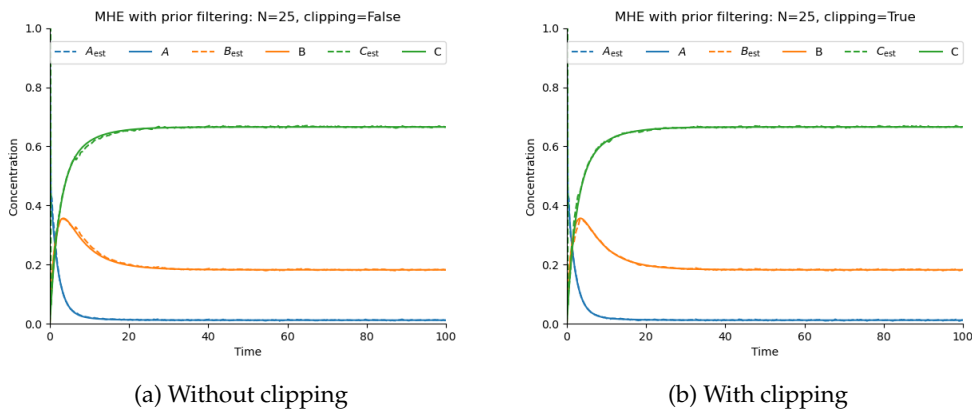 MHE with prior filtering: N=25, clipping=False
A_est A B_est B C_est C
1.0
0.8
0.6
0.4
0.2
0.0
Concentration
0 20 40 60 80 100
Time
(a) Without clipping
MHE with prior filtering: N=25, clipping=True
A_est A B_est B C_est C
1.0
0.8
0.6
0.4
0.2
0.0
Concentration
0 20 40 60 80 100
Time
(b) With clipping